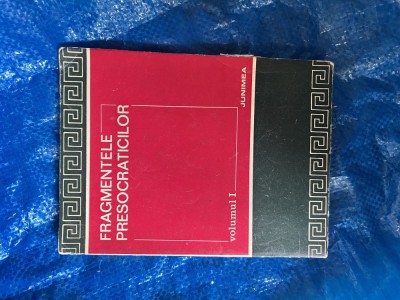 FRAGMENTELE
PRESOCRATICILOR
volumul I
JUNIMEA